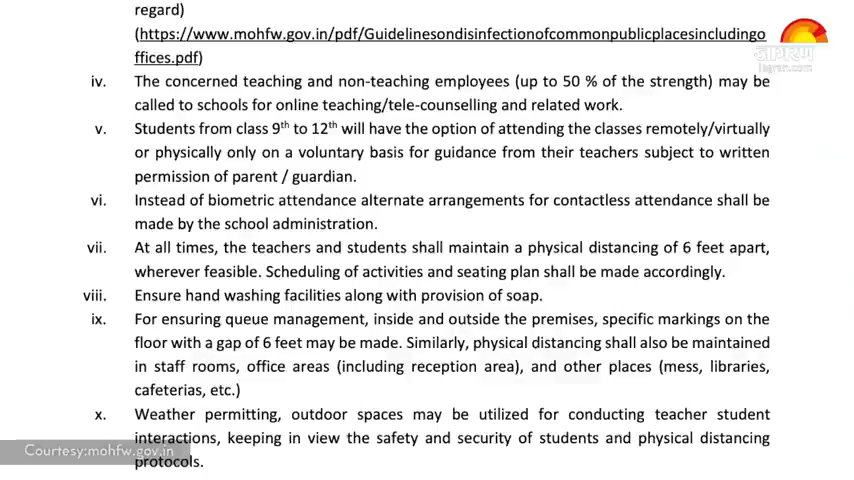 regard)
(https://www.mohfw.gov.in/pdf/Guidelinesondisinfectionofcommonpublicplacesincludingo
ffices.pdf)
जागरण
Jagran.com
iv. The concerned teaching and non-teaching employees (up to 50 % of the strength) may be
called to schools for online teaching/tele-counselling and related work.
v. Students from class 9th to 12th will have the option of attending the classes remotely/virtually
or physically only on a voluntary basis for guidance from their teachers subject to written
permission of parent / guardian.
vi. Instead of biometric attendance alternate arrangements for contactless attendance shall be
made by the school administration.
vii. At all times, the teachers and students shall maintain a physical distancing of 6 feet apart,
wherever feasible. Scheduling of activities and seating plan shall be made accordingly.
viii. Ensure hand washing facilities along with provision of soap.
ix. For ensuring queue management, inside and outside the premises, specific markings on the
floor with a gap of 6 feet may be made. Similarly, physical distancing shall also be maintained
in staff rooms, office areas (including reception area), and other places (mess, libraries,
cafeterias, etc.)
x. Weather permitting, outdoor spaces may be utilized for conducting teacher student
interactions, keeping in view the safety and security of students and physical distancing
protocols.
Courtesy:mohfw.gov.in